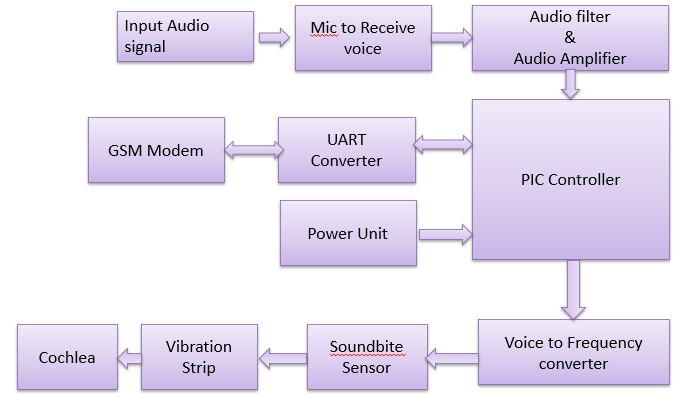 Input Audio
signal
Mic to Receive
voice
Audio filter
&
Audio Amplifier
GSM Modem
UART
Converter
PIC Controller
Power Unit
Cochlea
Vibration
Strip
Soundbite
Sensor
Voice to Frequency
converter